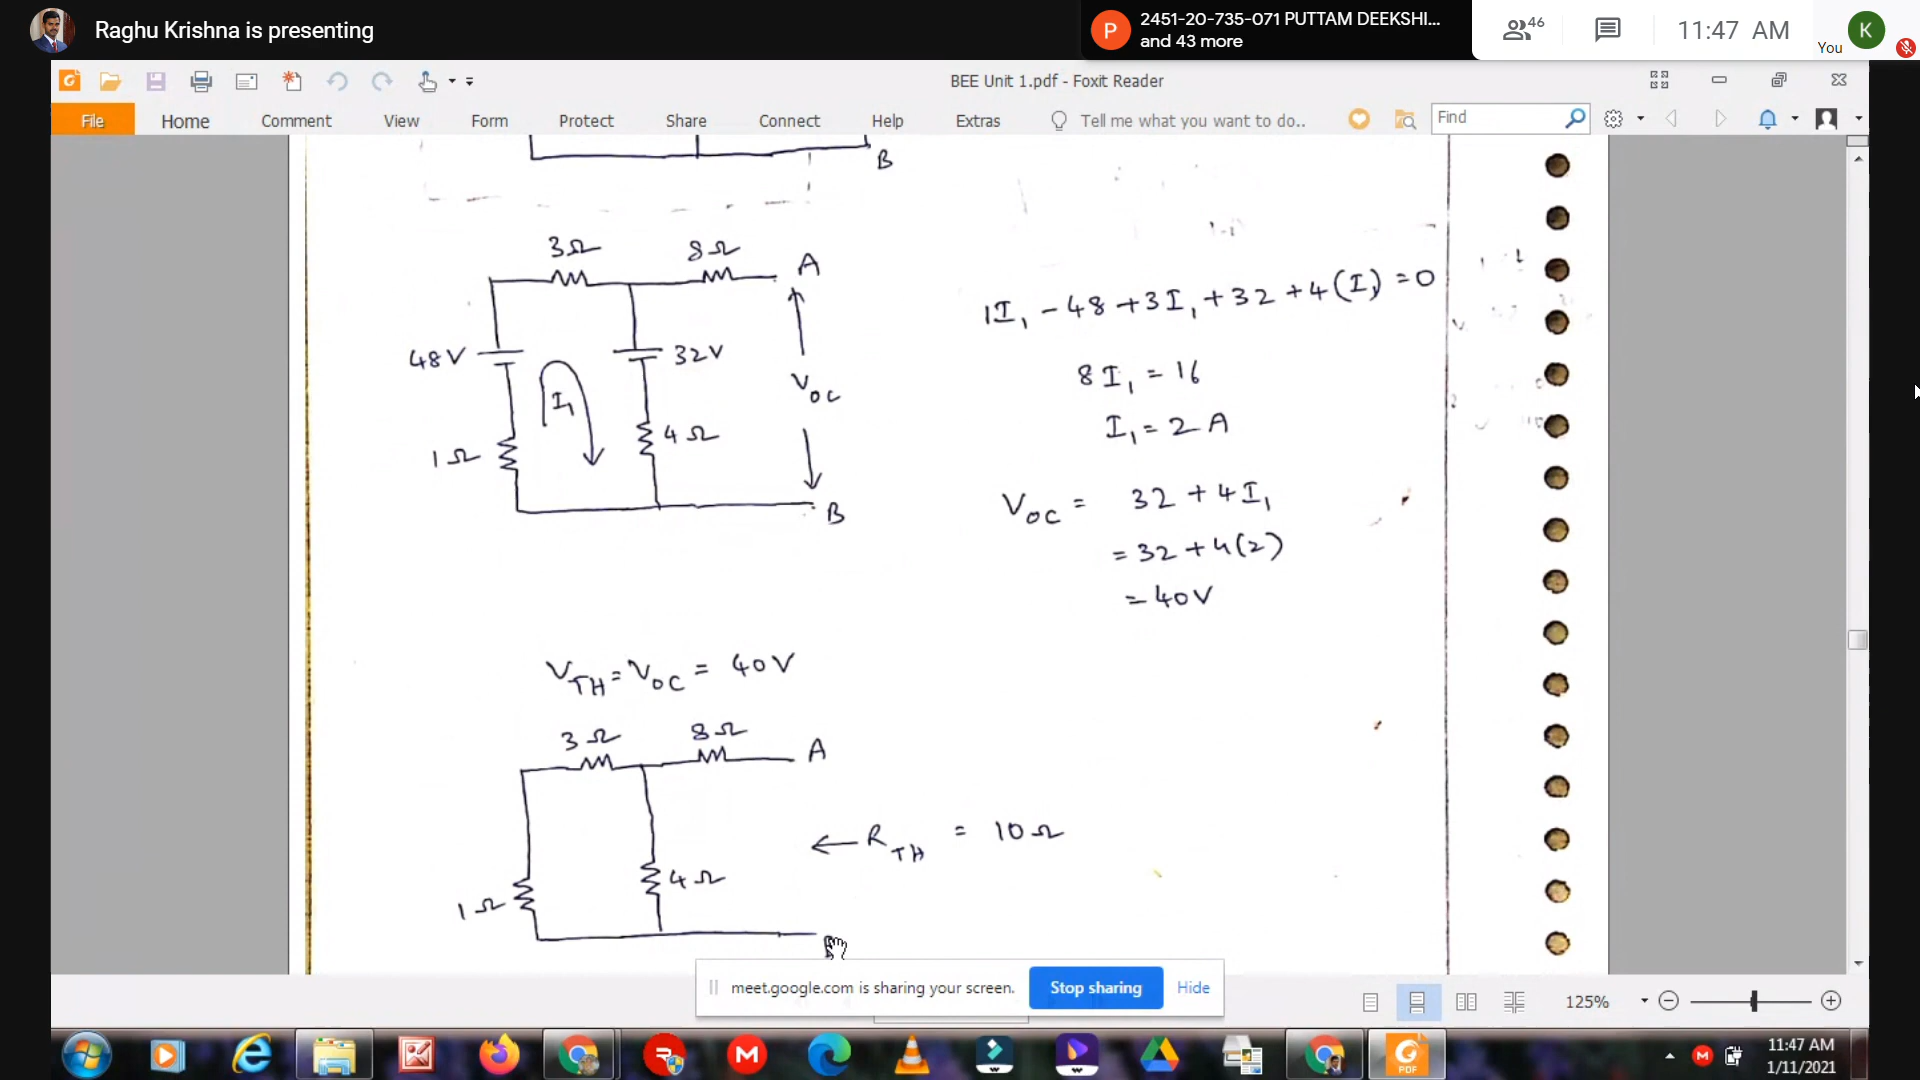 Raghu Krishna is presenting
P
2451-20-735-071 PUTTAM DEEKSHI...
and 43 more
46
11:47 AM
You
K
BEE Unit 1.pdf - Foxit Reader
File Home Comment View Form Protect Share Connect Help Extras Tell me what you want to do.. Find
B
3Ω 8Ω A
48V 32V
I₁
VOC
1Ω 4Ω
B
1I₁ - 48 + 3I₁ + 32 + 4(I₁) = 0
8I₁ = 16
I₁ = 2 A
VOC = 32 + 4I₁
= 32 + 4(2)
= 40V
VTH = VOC = 40V
3Ω 8Ω A
← RTH = 10Ω
1Ω 4Ω
meet.google.com is sharing your screen. Stop sharing Hide
125%
11:47 AM
1/11/2021
PDF